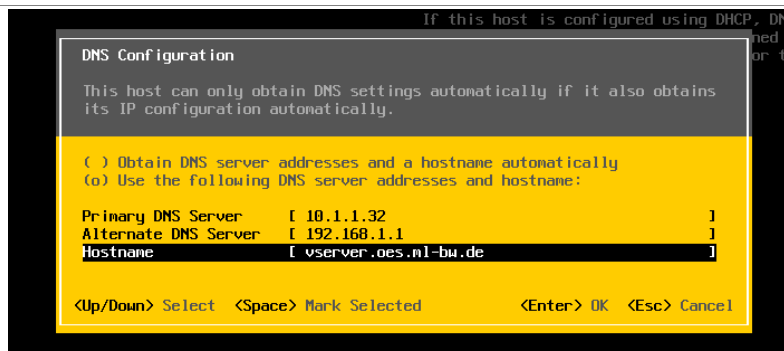 If this host is configured using DHCP, DN
ned
or t
DNS Configuration
This host can only obtain DNS settings automatically if it also obtains
its IP configuration automatically.
( ) Obtain DNS server addresses and a hostname automatically
(o) Use the following DNS server addresses and hostname:
Primary DNS Server [ 10.1.1.32 ]
Alternate DNS Server [ 192.168.1.1 ]
Hostname [ vserver.oes.ml-bw.de ]
<Up/Down> Select <Space> Mark Selected <Enter> OK <Esc> Cancel